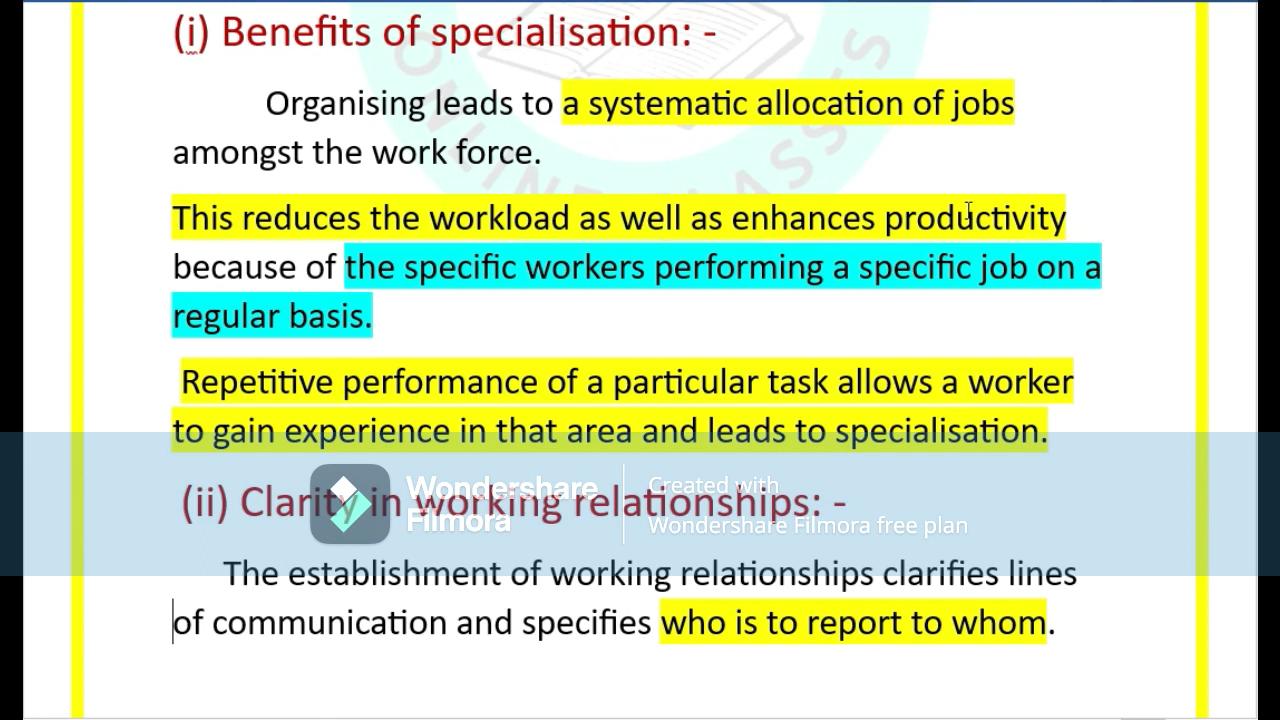 (i) Benefits of specialisation: -
Organising leads to a systematic allocation of jobs
amongst the work force.
This reduces the workload as well as enhances productivity
because of the specific workers performing a specific job on a
regular basis.
Repetitive performance of a particular task allows a worker
to gain experience in that area and leads to specialisation.
(ii) Clarity in working relationships: -
Wondershare
Filmora
Created with
Wondershare Filmora free plan
The establishment of working relationships clarifies lines
of communication and specifies who is to report to whom.
ONLINE CLASSES